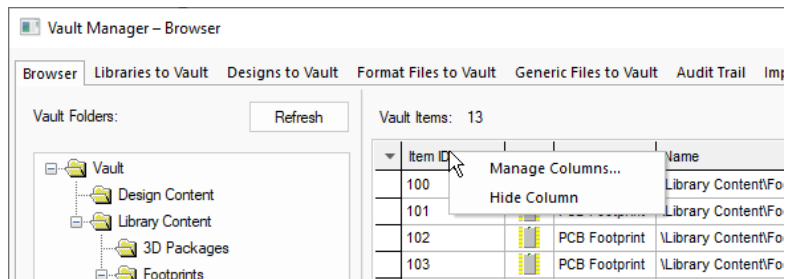 Vault Manager – Browser
Browser Libraries to Vault Designs to Vault Format Files to Vault Generic Files to Vault Audit Trail
Vault Folders: Refresh Vault Items: 13
Item ID Name
Vault
Design Content
Library Content
3D Packages
Footprints
100 \Library Content\Fo
101 \Library Content\Fo
102 PCB Footprint \Library Content\Fo
103 PCB Footprint \Library Content\Fo
Manage Columns...
Hide Column